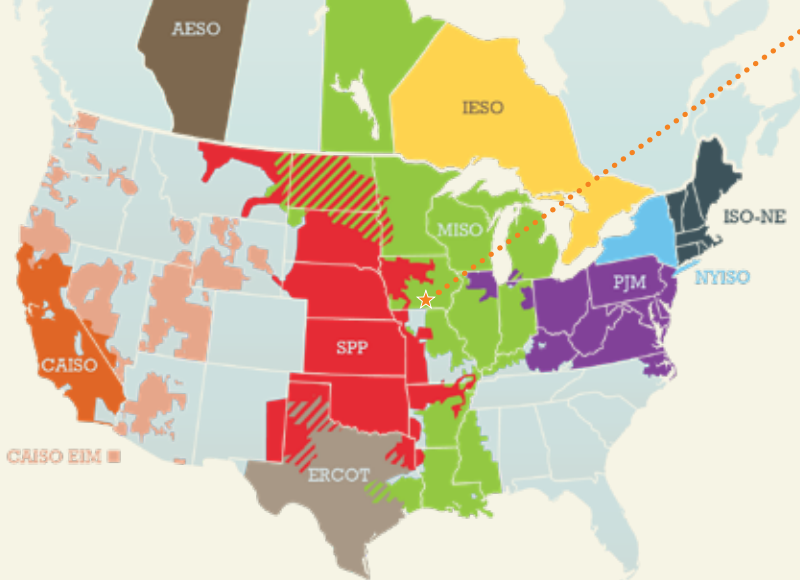 AESO
IESO
MISO
ISO-NE
NYISO
PJM
SPP
CAISO
CAISO EIM
ERCOT